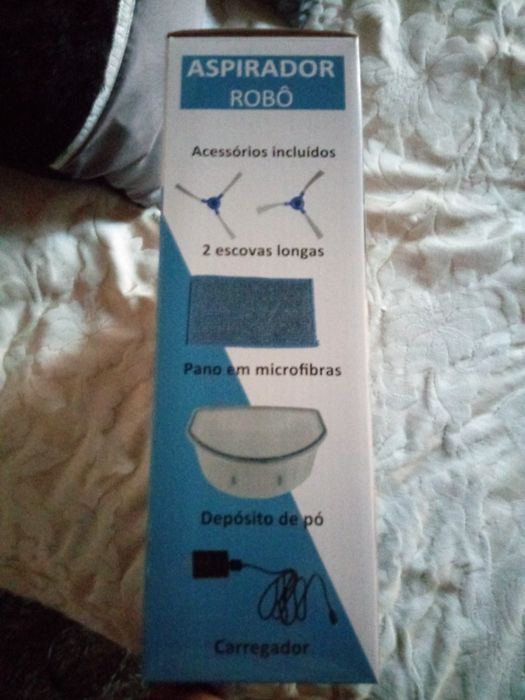 ASPIRADOR
ROBÔ
Acessórios incluídos
2 escovas longas
Pano em microfibras
Depósito de pó
Carregador